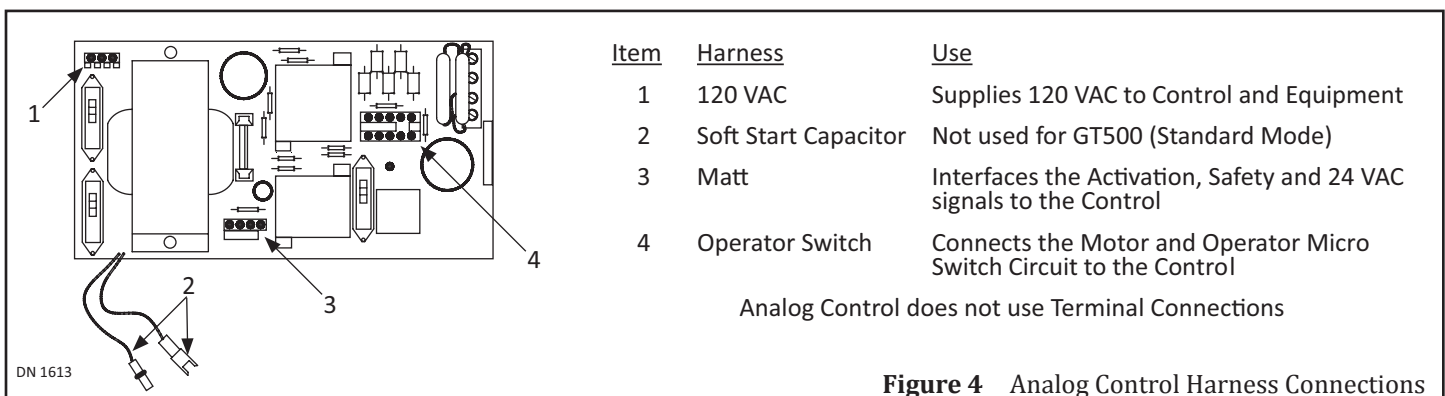 Item Harness Use
1 120 VAC Supplies 120 VAC to Control and Equipment
2 Soft Start Capacitor Not used for GT500 (Standard Mode)
3 Matt Interfaces the Activation, Safety and 24 VAC
signals to the Control
4 Operator Switch Connects the Motor and Operator Micro
Switch Circuit to the Control
Analog Control does not use Terminal Connections
1
2
3
4
DN 1613
Figure 4 Analog Control Harness Connections